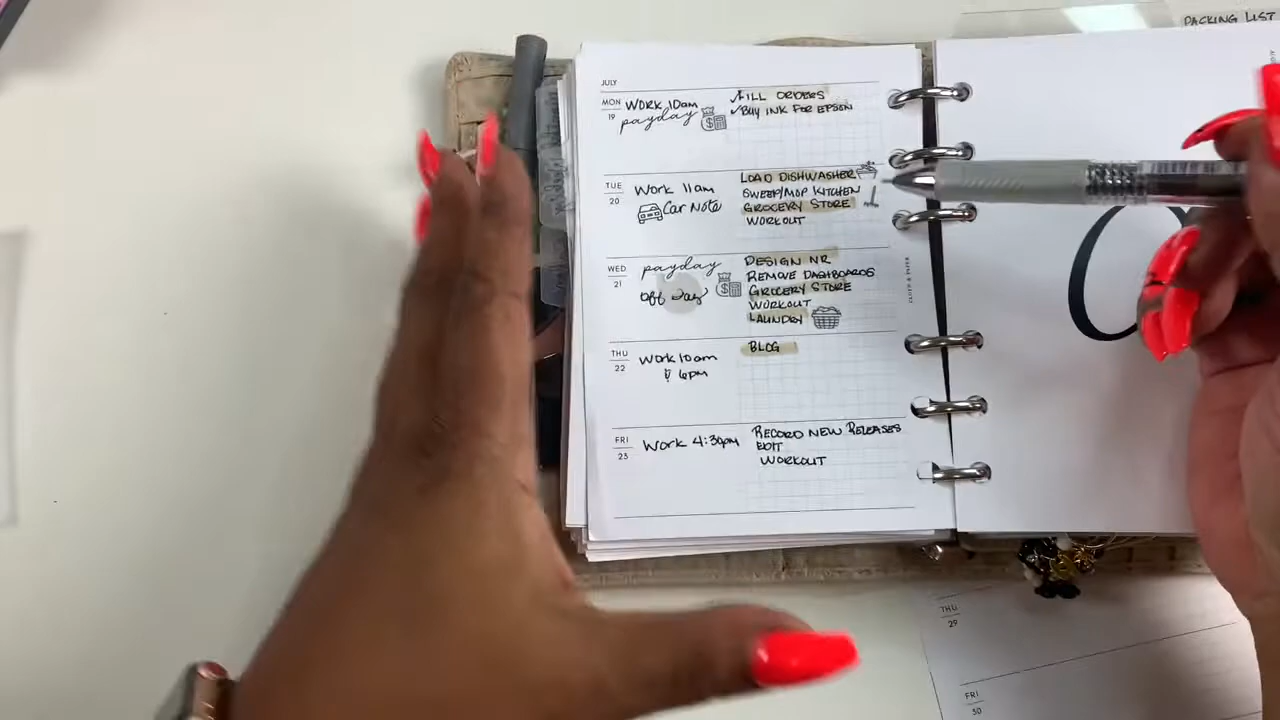 PACKING LIST
JULY
MON
19
WORK 10am
payday
✓FILL ORDERS
✓BUY INK FOR EPSON
TUE
20
WORK 11am
Car Note
LOAD DISHWASHER
SWEEP/MOP KITCHEN
GROCERY STORE
WORKOUT
WED
21
payday
Off Day
DESIGN NR
REMOVE DASHBOARDS
GROCERY STORE
WORKOUT
LAUNDRY
THU
22
WORK 10am
& 6pm
BLOG
FRI
23
WORK 4:30pm
RECORD NEW RELEASES
EDIT
WORKOUT
THU
29
FRI
30